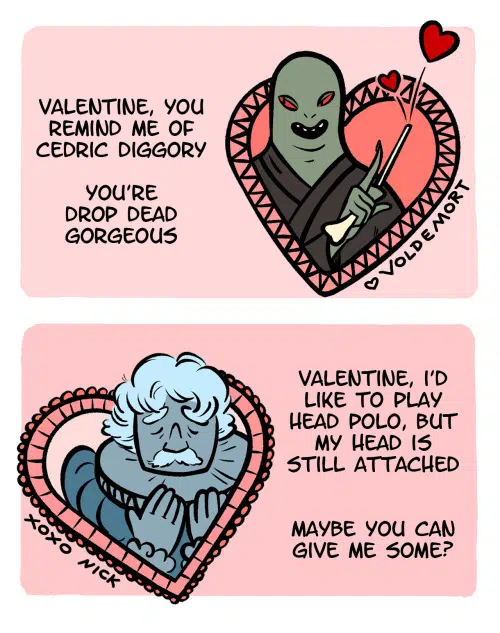 VALENTINE, YOU
REMIND ME OF
CEDRIC DIGGORY
YOU'RE
DROP DEAD
GORGEOUS
♡ VOLDEMORT
VALENTINE, I'D
LIKE TO PLAY
HEAD POLO, BUT
MY HEAD IS
STILL ATTACHED
MAYBE YOU CAN
GIVE ME SOME?
XOXO NICK